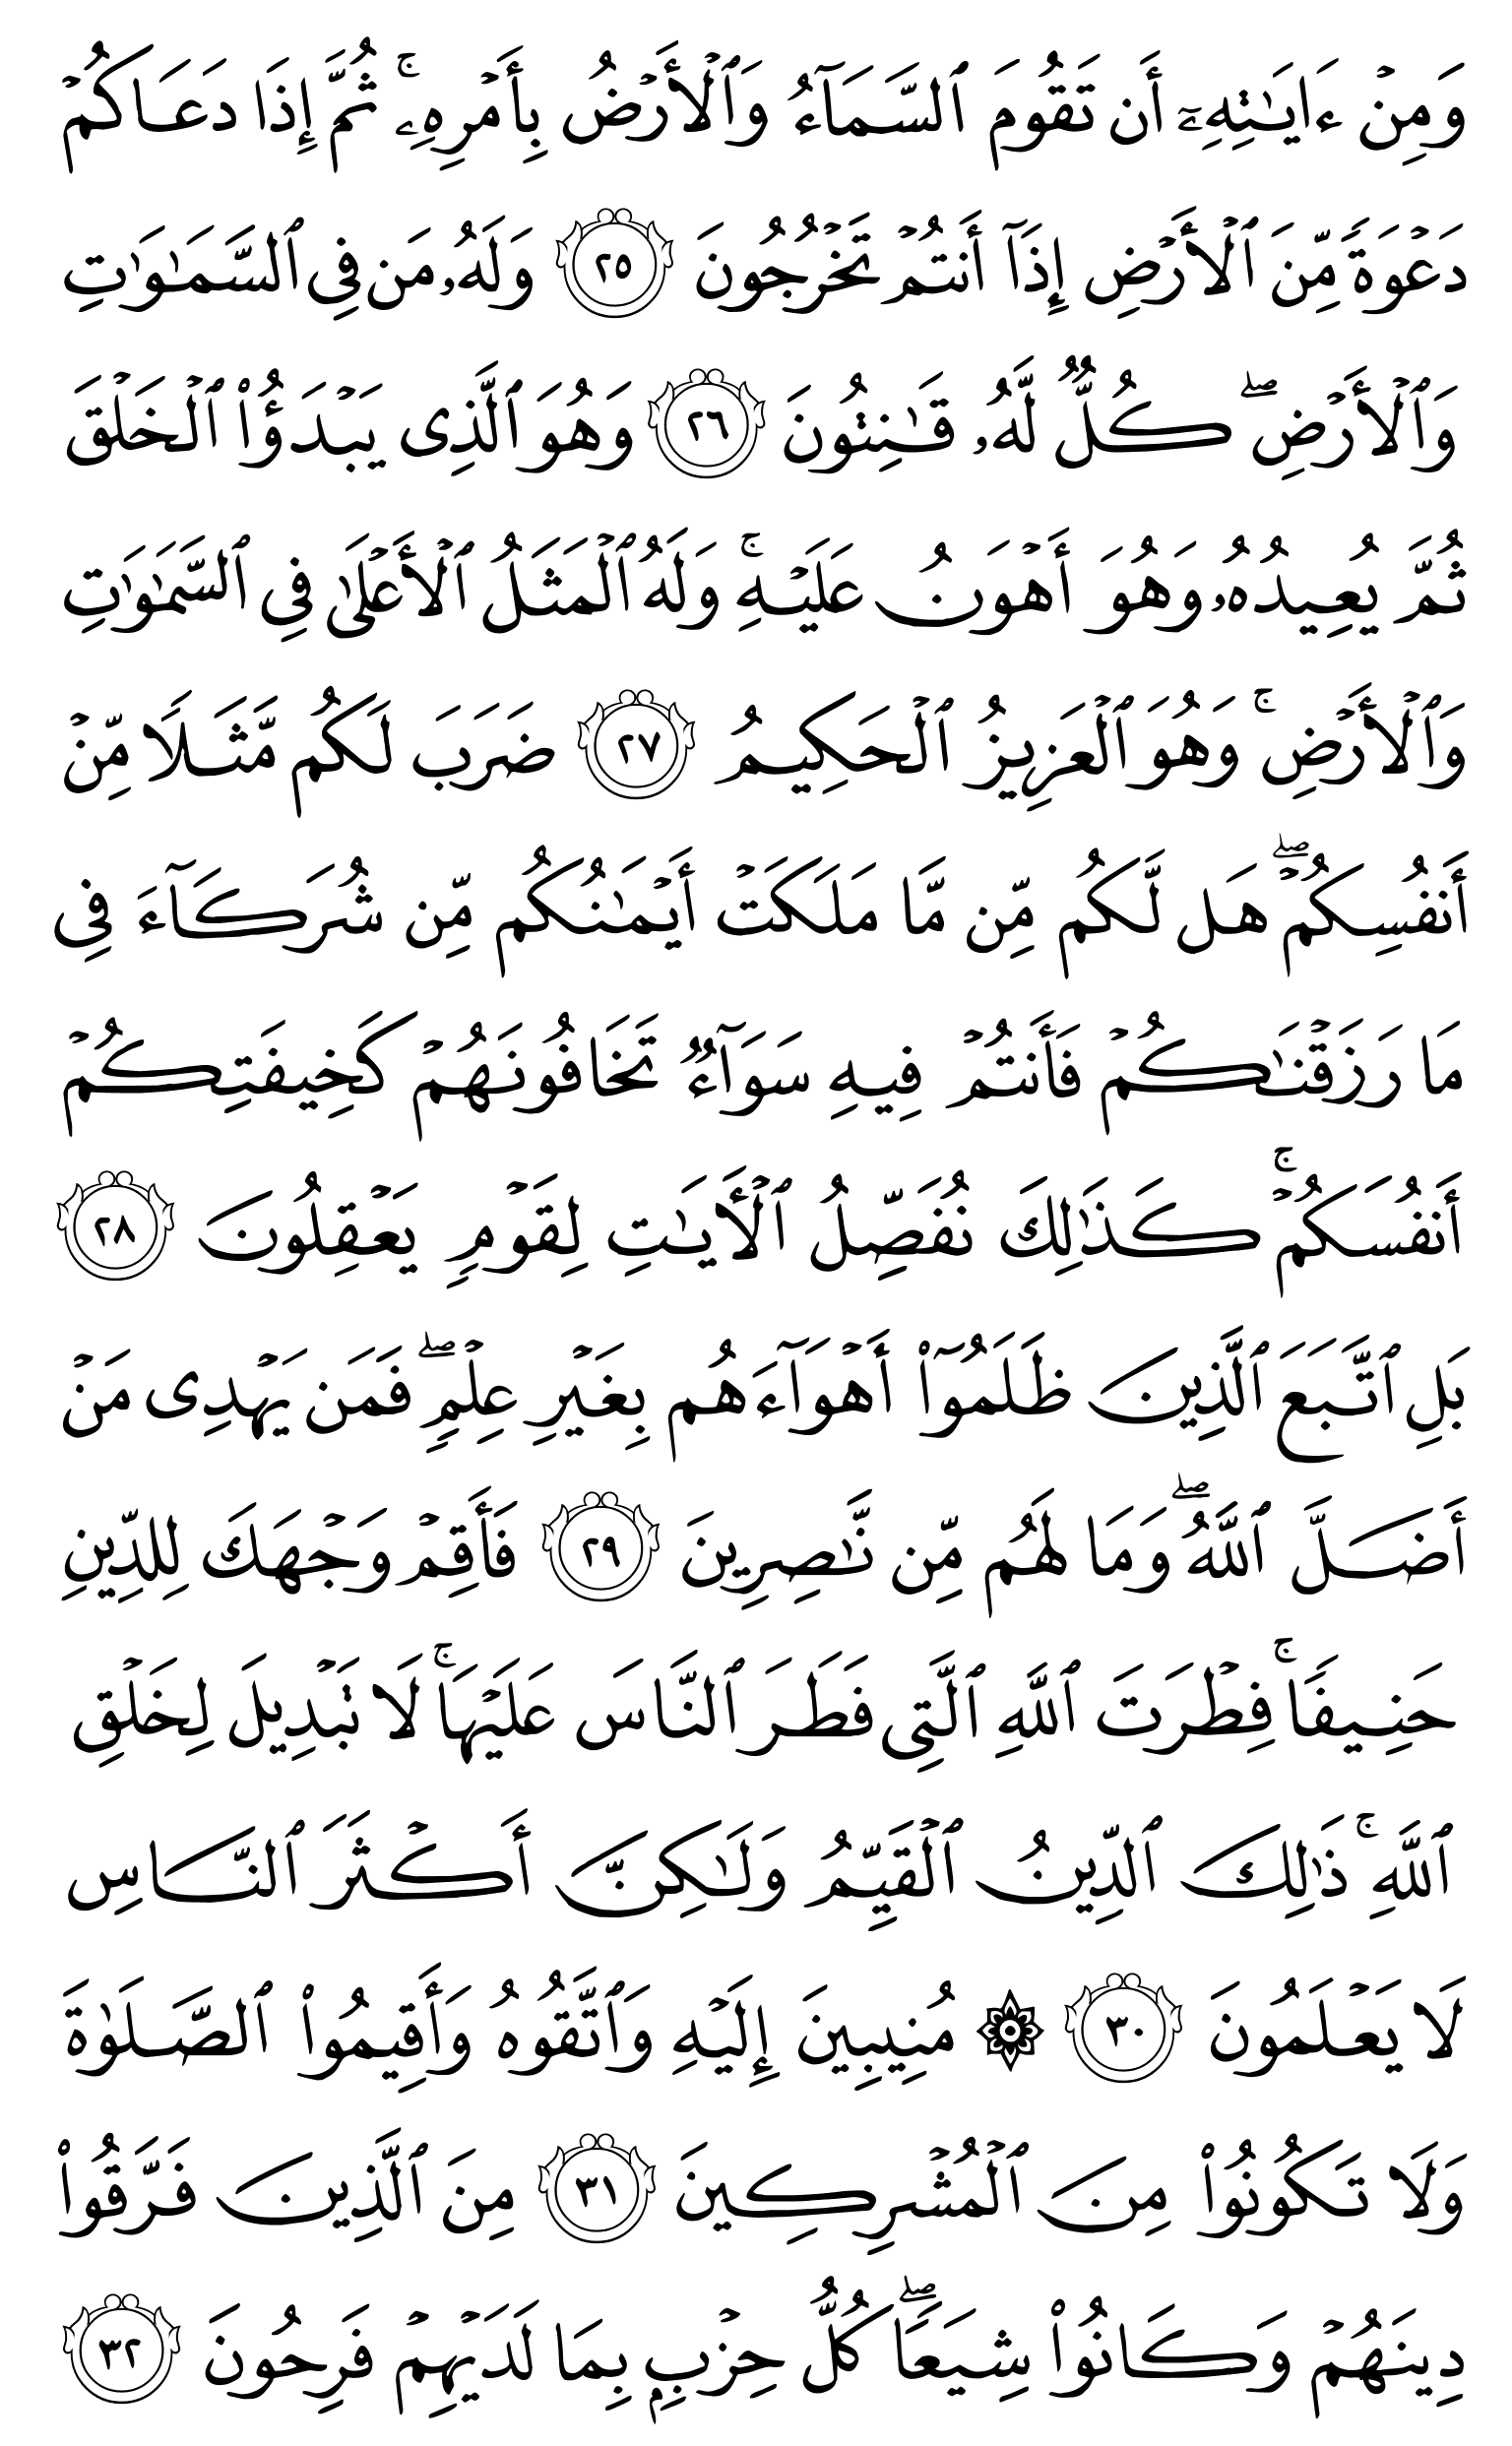 وَمِنۡ ءَايَٰتِهِۦٓ أَن تَقُومَ ٱلسَّمَآءُ وَٱلۡأَرۡضُ بِأَمۡرِهِۦۚ ثُمَّ إِذَا دَعَاكُمۡ
دَعۡوَةٗ مِّنَ ٱلۡأَرۡضِ إِذَآ أَنتُمۡ تَخۡرُجُونَ ٢٥ وَلَهُۥ مَن فِي ٱلسَّمَٰوَٰتِ
وَٱلۡأَرۡضِۖ كُلّٞ لَّهُۥ قَٰنِتُونَ ٢٦ وَهُوَ ٱلَّذِي يَبۡدَؤُاْ ٱلۡخَلۡقَ
ثُمَّ يُعِيدُهُۥ وَهُوَ أَهۡوَنُ عَلَيۡهِۚ وَلَهُ ٱلۡمَثَلُ ٱلۡأَعۡلَىٰ فِي ٱلسَّمَٰوَٰتِ
وَٱلۡأَرۡضِۚ وَهُوَ ٱلۡعَزِيزُ ٱلۡحَكِيمُ ٢٧ ضَرَبَ لَكُم مَّثَلٗا مِّنۡ
أَنفُسِكُمۡۖ هَل لَّكُم مِّن مَّا مَلَكَتۡ أَيۡمَٰنُكُم مِّن شُرَكَآءَ فِي
مَا رَزَقۡنَٰكُمۡ فَأَنتُمۡ فِيهِ سَوَآءٞ تَخَافُونَهُمۡ كَخِيفَتِكُمۡ
أَنفُسَكُمۡۚ كَذَٰلِكَ نُفَصِّلُ ٱلۡأٓيَٰتِ لِقَوۡمٖ يَعۡقِلُونَ ٢٨
بَلِ ٱتَّبَعَ ٱلَّذِينَ ظَلَمُوٓاْ أَهۡوَآءَهُم بِغَيۡرِ عِلۡمٖۖ فَمَن يَهۡدِي مَنۡ
أَضَلَّ ٱللَّهُۖ وَمَا لَهُم مِّن نَّٰصِرِينَ ٢٩ فَأَقِمۡ وَجۡهَكَ لِلدِّينِ
حَنِيفٗاۚ فِطۡرَتَ ٱللَّهِ ٱلَّتِي فَطَرَ ٱلنَّاسَ عَلَيۡهَاۚ لَا تَبۡدِيلَ لِخَلۡقِ
ٱللَّهِۚ ذَٰلِكَ ٱلدِّينُ ٱلۡقَيِّمُ وَلَٰكِنَّ أَكۡثَرَ ٱلنَّاسِ
لَا يَعۡلَمُونَ ٣٠ ۞ مُنِيبِينَ إِلَيۡهِ وَٱتَّقُوهُ وَأَقِيمُواْ ٱلصَّلَوٰةَ
وَلَا تَكُونُواْ مِنَ ٱلۡمُشۡرِكِينَ ٣١ مِنَ ٱلَّذِينَ فَرَّقُواْ
دِينَهُمۡ وَكَانُواْ شِيَعٗاۖ كُلُّ حِزۡبِۭ بِمَا لَدَيۡهِمۡ فَرِحُونَ ٣٢